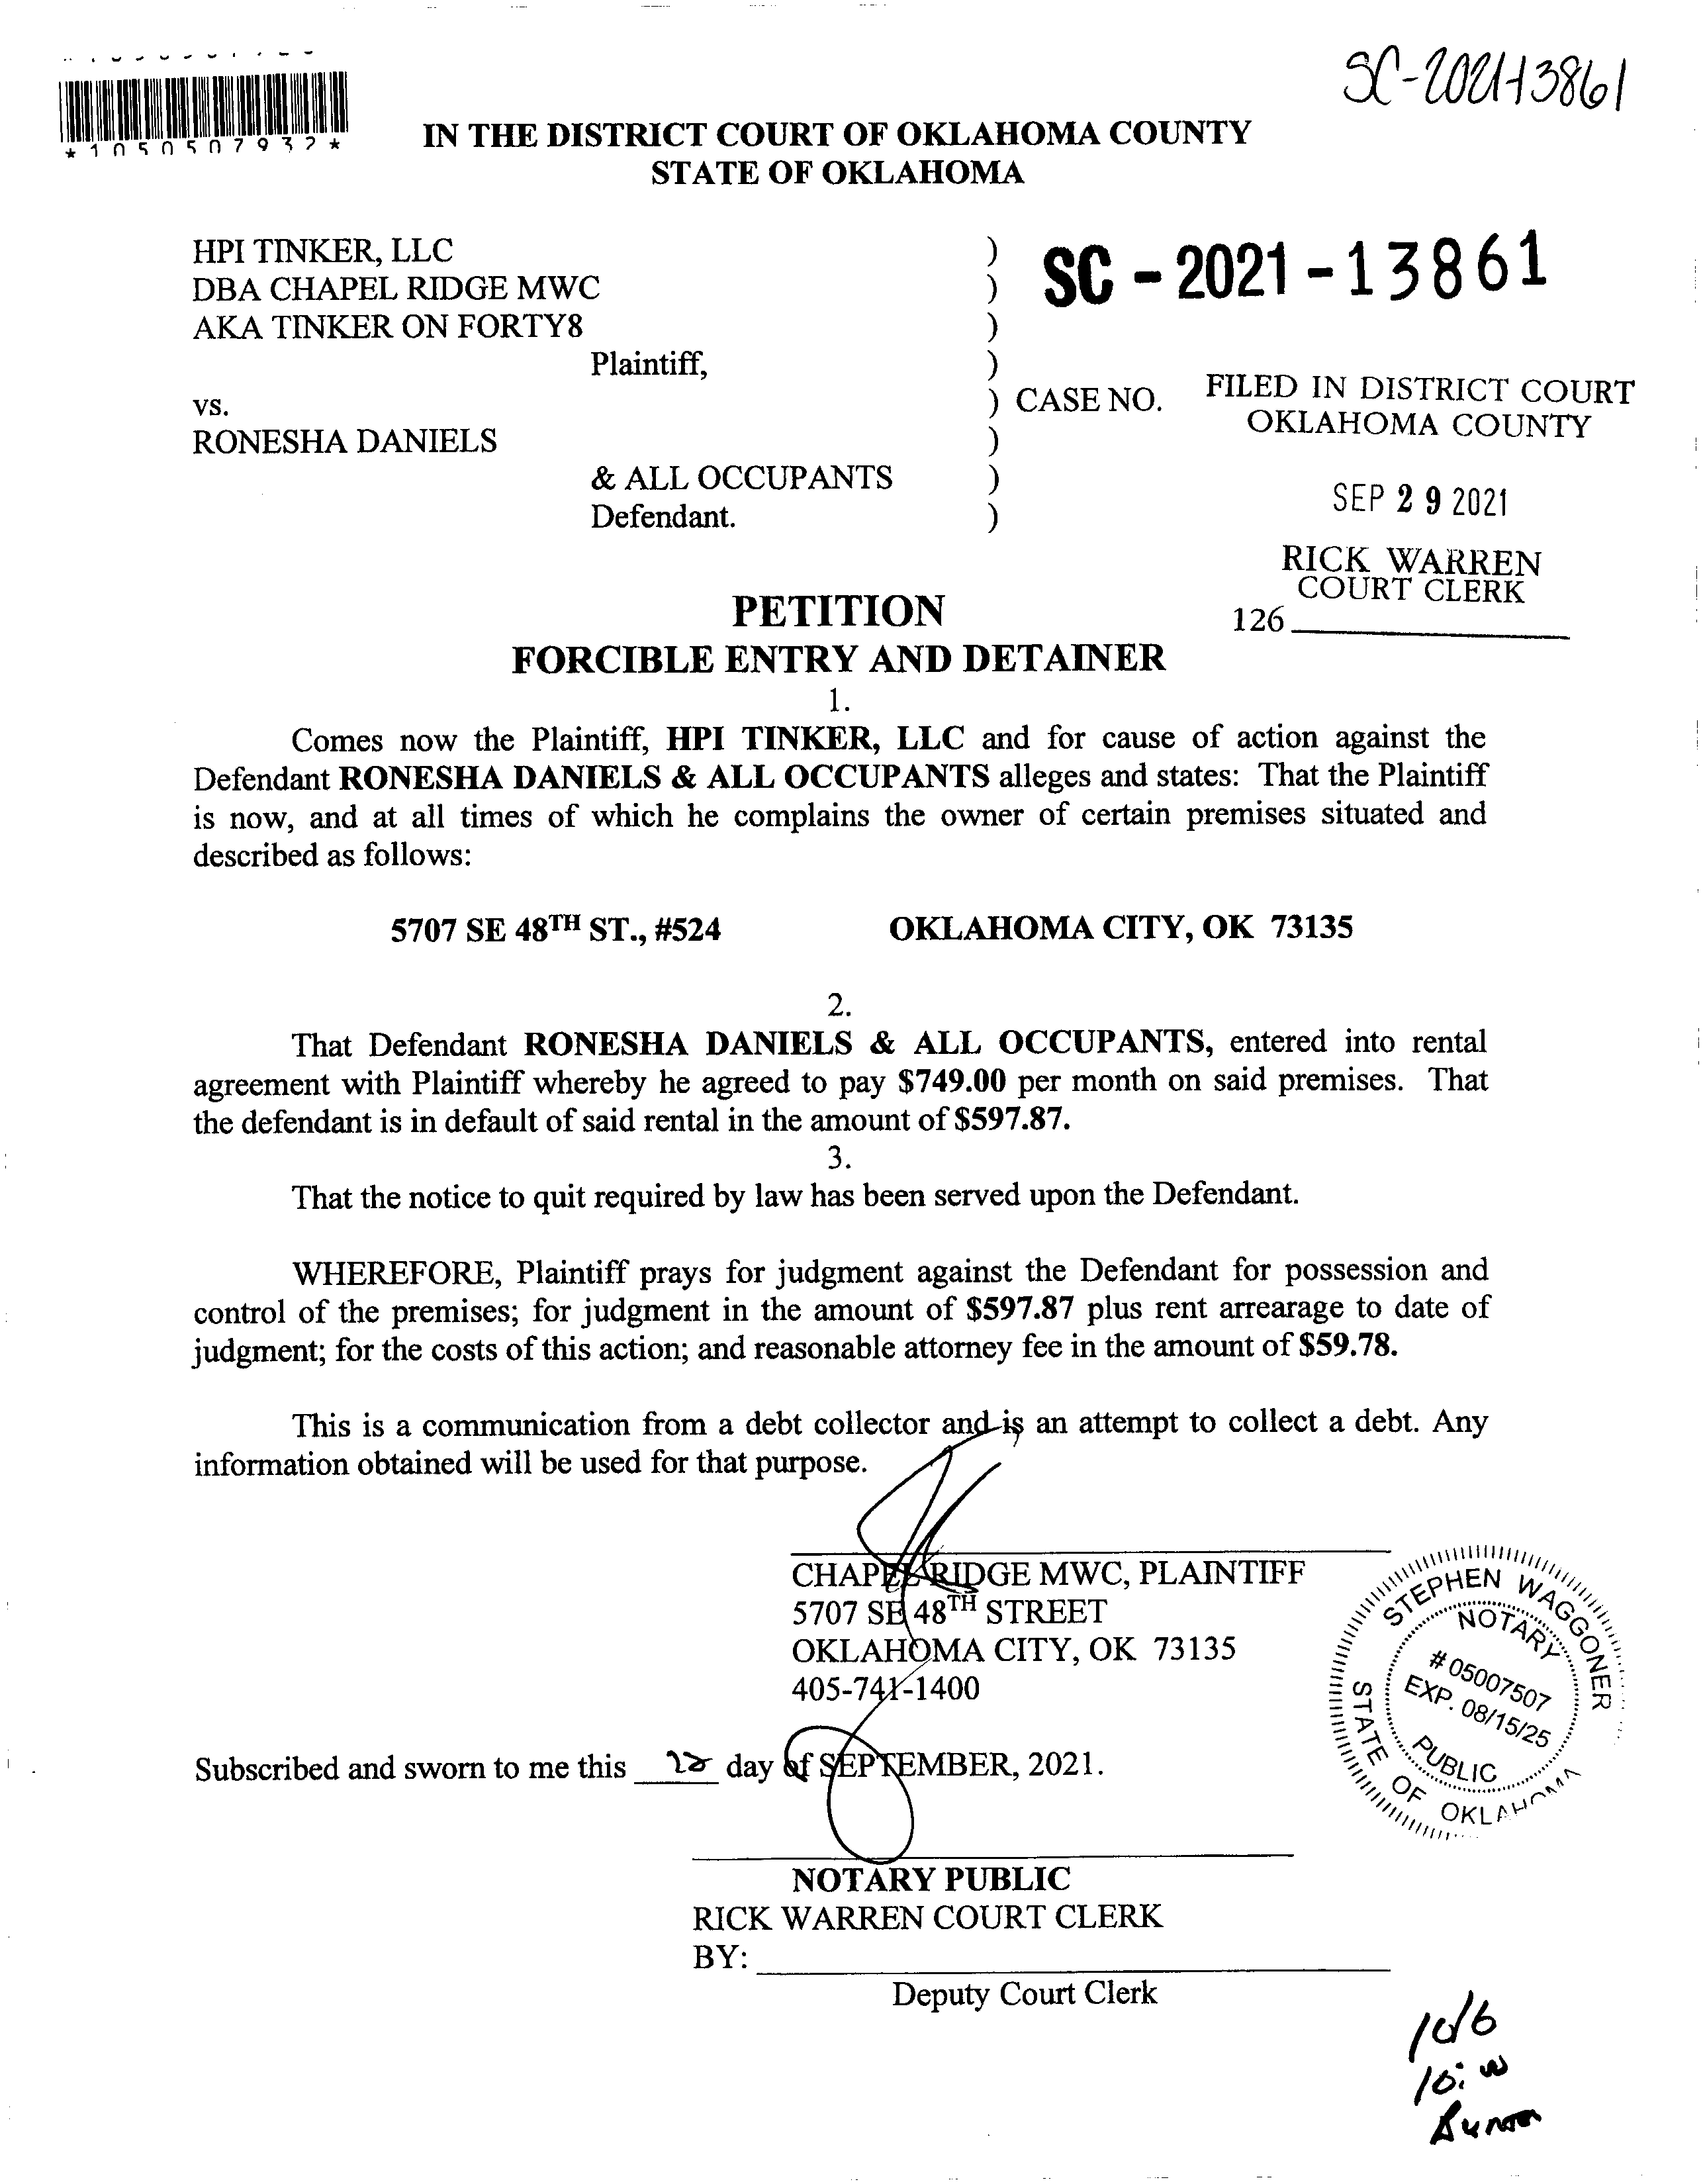 SC-2021-13861
*1050507932*
IN THE DISTRICT COURT OF OKLAHOMA COUNTY
STATE OF OKLAHOMA
HPI TINKER, LLC )
DBA CHAPEL RIDGE MWC )
AKA TINKER ON FORTY8 )
SC - 2021 - 13861
Plaintiff, )
vs. ) CASE NO.
RONESHA DANIELS )
& ALL OCCUPANTS )
Defendant. )
FILED IN DISTRICT COURT
OKLAHOMA COUNTY
SEP 29 2021
RICK WARREN
COURT CLERK
126
PETITION
FORCIBLE ENTRY AND DETAINER
1.
Comes now the Plaintiff, HPI TINKER, LLC and for cause of action against the
Defendant RONESHA DANIELS & ALL OCCUPANTS alleges and states: That the Plaintiff
is now, and at all times of which he complains the owner of certain premises situated and
described as follows:
5707 SE 48TH ST., #524 OKLAHOMA CITY, OK 73135
2.
That Defendant RONESHA DANIELS & ALL OCCUPANTS, entered into rental
agreement with Plaintiff whereby he agreed to pay $749.00 per month on said premises. That
the defendant is in default of said rental in the amount of $597.87.
3.
That the notice to quit required by law has been served upon the Defendant.
WHEREFORE, Plaintiff prays for judgment against the Defendant for possession and
control of the premises; for judgment in the amount of $597.87 plus rent arrearage to date of
judgment; for the costs of this action; and reasonable attorney fee in the amount of $59.78.
This is a communication from a debt collector and is an attempt to collect a debt. Any
information obtained will be used for that purpose.
CHAPEL RIDGE MWC, PLAINTIFF
5707 SE 48TH STREET
OKLAHOMA CITY, OK 73135
405-741-1400
STEPHEN WAGGONER
NOTARY
# 05007507
EXP. 08/15/25
PUBLIC
STATE OF OKLAHOMA
Subscribed and sworn to me this day of SEPTEMBER, 2021.
NOTARY PUBLIC
RICK WARREN COURT CLERK
BY:
Deputy Court Clerk
10/6